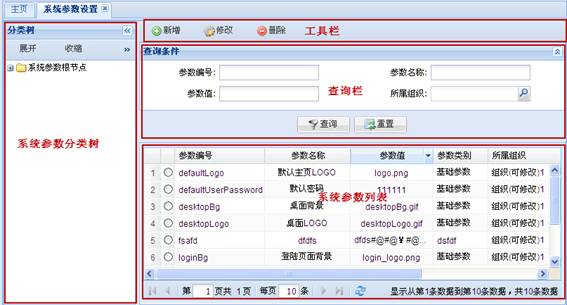 主页 系统参数设置
分类树
展开 收缩 »
系统参数根节点
系统参数分类树
新增 修改 删除 工具栏
查询条件
参数编号: 参数名称:
参数值: 查询栏 所属组织:
查询 重置
参数编号 参数名称 参数值 参数类别 所属组织
1 defaultLogo 默认主页LOGO logo.png 基础参数 组织(可修改)1
2 defaultUserPassword 默认密码 111111 基础参数 组织(可修改)1
3 desktopBg 桌面背景 desktopBg.gif 基础参数 组织(可修改)1
系统参数列表
4 desktopLogo 桌面LOGO desktopLogo.gif 基础参数 组织(可修改)1
5 fsafd dfdfs dfds#@#@￥#@... dsfdf 组织(可修改)1
6 loginBg 登陆页面背景 login_logo.png 基础参数 组织(可修改)1
第 1 页共 1 页 每页 10 条 显示从第1条数据到第10条数据，共10条数据